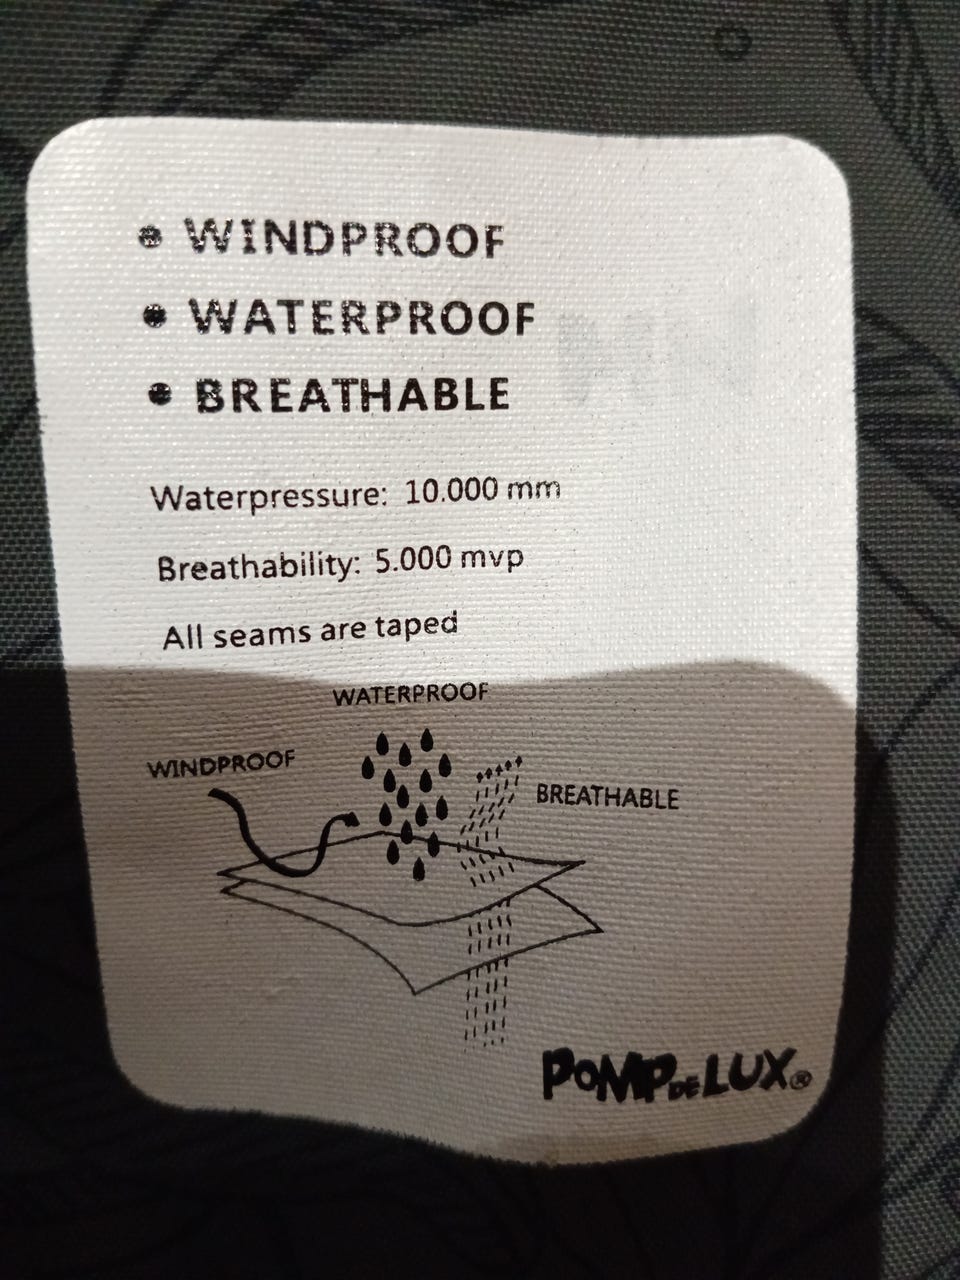 • WINDPROOF
• WATERPROOF
• BREATHABLE
Waterpressure: 10.000 mm
Breathability: 5.000 mvp
All seams are taped
WATERPROOF
WINDPROOF
BREATHABLE
POMPDELUX®